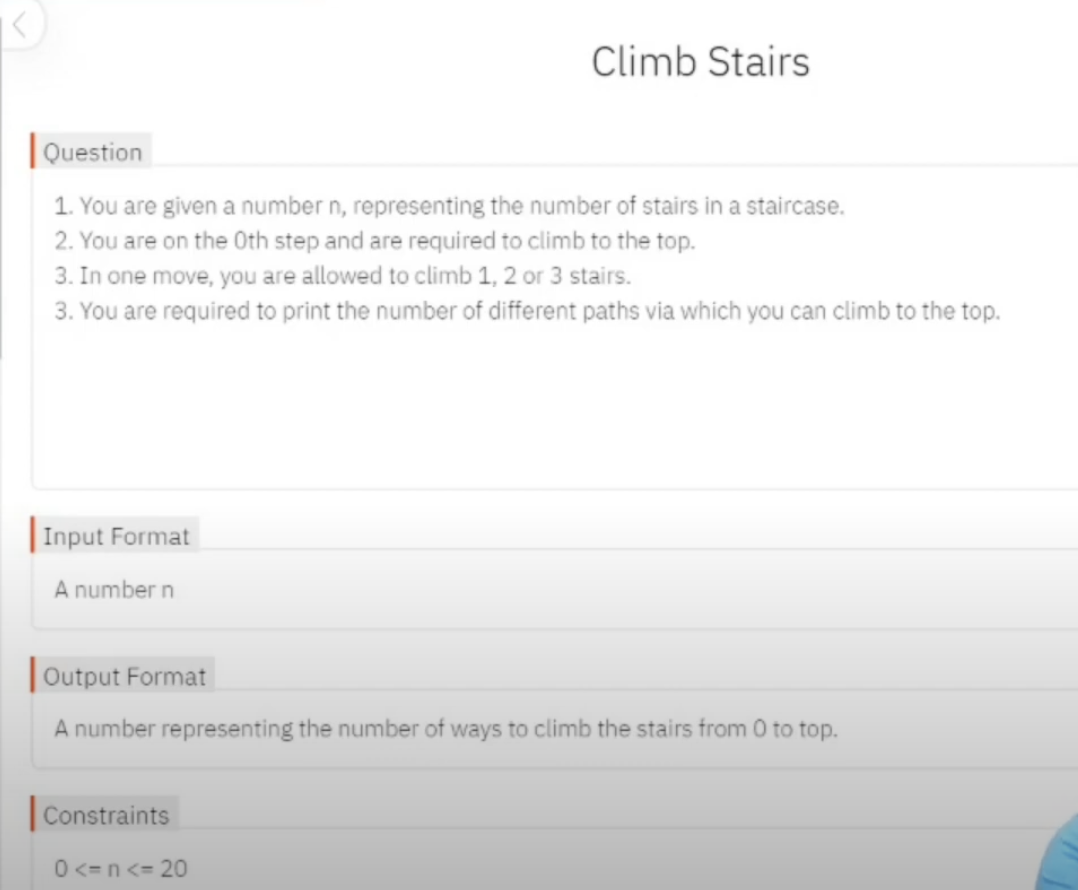 Climb Stairs
Question
1. You are given a number n, representing the number of stairs in a staircase.
2. You are on the 0th step and are required to climb to the top.
3. In one move, you are allowed to climb 1, 2 or 3 stairs.
3. You are required to print the number of different paths via which you can climb to the top.
Input Format
A number n
Output Format
A number representing the number of ways to climb the stairs from 0 to top.
Constraints
0 <= n <= 20